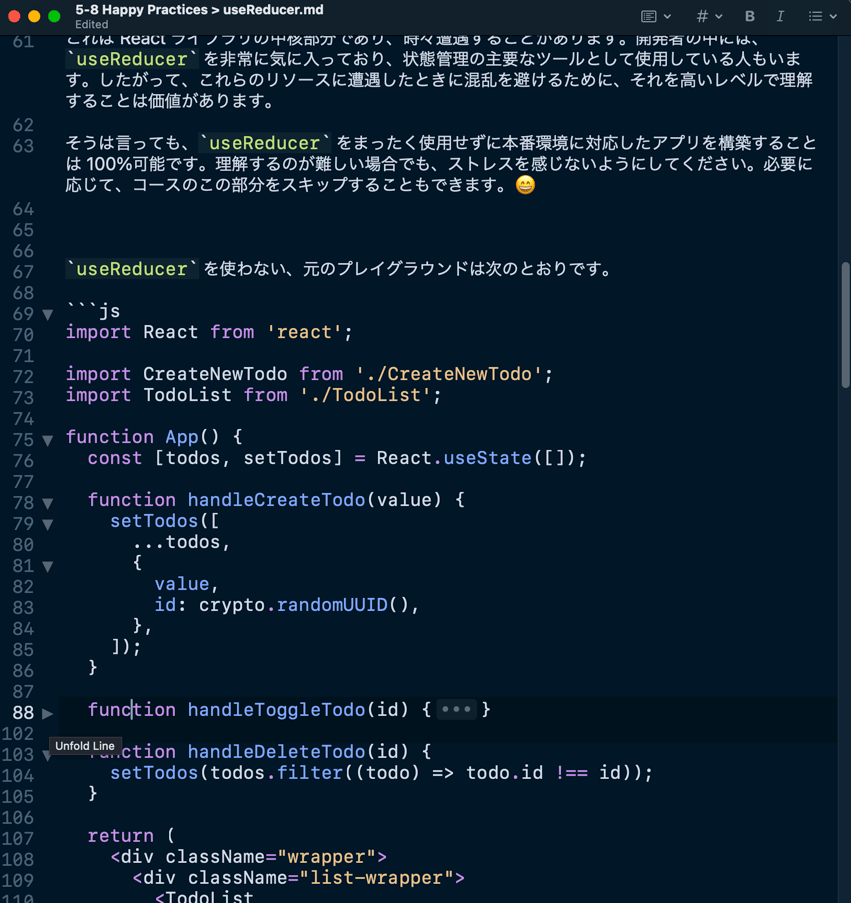 5-8 Happy Practices > useReducer.md
Edited
# B I
61 これは React ライブラリの中核部分であり、時々遭遇することがあります。開発者の中には、
`useReducer` を非常に気に入っており、状態管理の主要なツールとして使用している人もいま
す。したがって、これらのリソースに遭遇したときに混乱を避けるために、それを高いレベルで理解
することは価値があります。
62
63 そうは言っても、`useReducer` をまったく使用せずに本番環境に対応したアプリを構築すること
は 100%可能です。理解するのが難しい場合でも、ストレスを感じないようにしてください。必要に
応じて、コースのこの部分をスキップすることもできます。😄
64
65
66
67 `useReducer` を使わない、元のプレイグラウンドは次のとおりです。
68
69 ```js
70 import React from 'react';
71
72 import CreateNewTodo from './CreateNewTodo';
73 import TodoList from './TodoList';
74
75 function App() {
76   const [todos, setTodos] = React.useState([]);
77
78   function handleCreateTodo(value) {
79     setTodos([
80       ...todos,
81       {
82         value,
83         id: crypto.randomUUID(),
84       },
85     ]);
86   }
87
88   function handleToggleTodo(id) { ••• }
102
Unfold Line
103   function handleDeleteTodo(id) {
104     setTodos(todos.filter((todo) => todo.id !== id));
105   }
106
107   return (
108     <div className="wrapper">
109       <div className="list-wrapper">
110         <TodoList